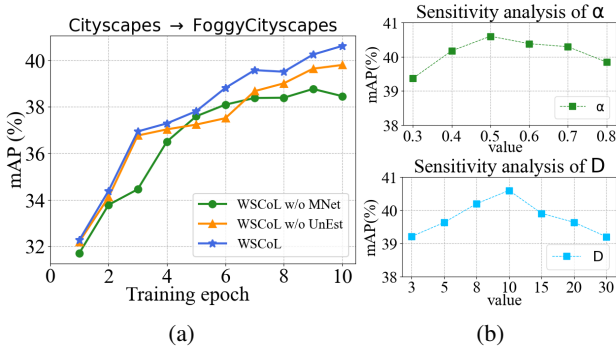 Cityscapes → FoggyCityscapes
mAP (%)
40
38
36
34
32
0 2 4 6 8 10
Training epoch
WSCoL w/o MNet
WSCoL w/o UnEst
WSCoL
(a)
Sensitivity analysis of α
mAP(%)
41
40
39
38
0.3 0.4 0.5 0.6 0.7 0.8
value
α
Sensitivity analysis of D
mAP(%)
41
40
39
38
3 5 8 10 15 20 30
value
D
(b)